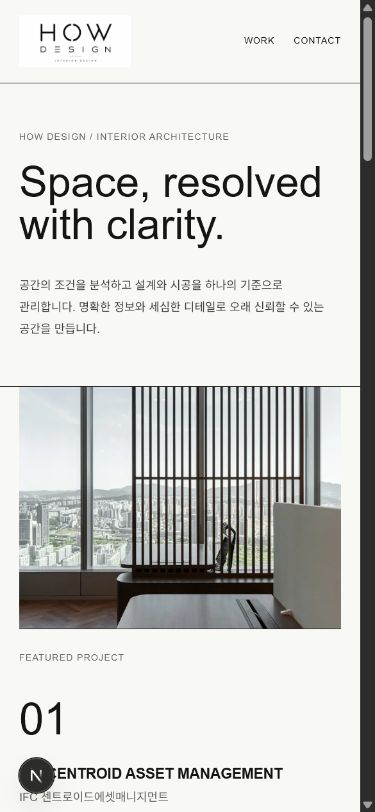 HOW
DESIGN
INTERIOR DESIGN
WORK CONTACT
HOW DESIGN / INTERIOR ARCHITECTURE
Space, resolved
with clarity.
공간의 조건을 분석하고 설계와 시공을 하나의 기준으로
관리합니다. 명확한 정보와 세심한 디테일로 오래 신뢰할 수 있는
공간을 만듭니다.
FEATURED PROJECT
01
N
CENTROID ASSET MANAGEMENT
IFC 센트로이드에셋매니지먼트